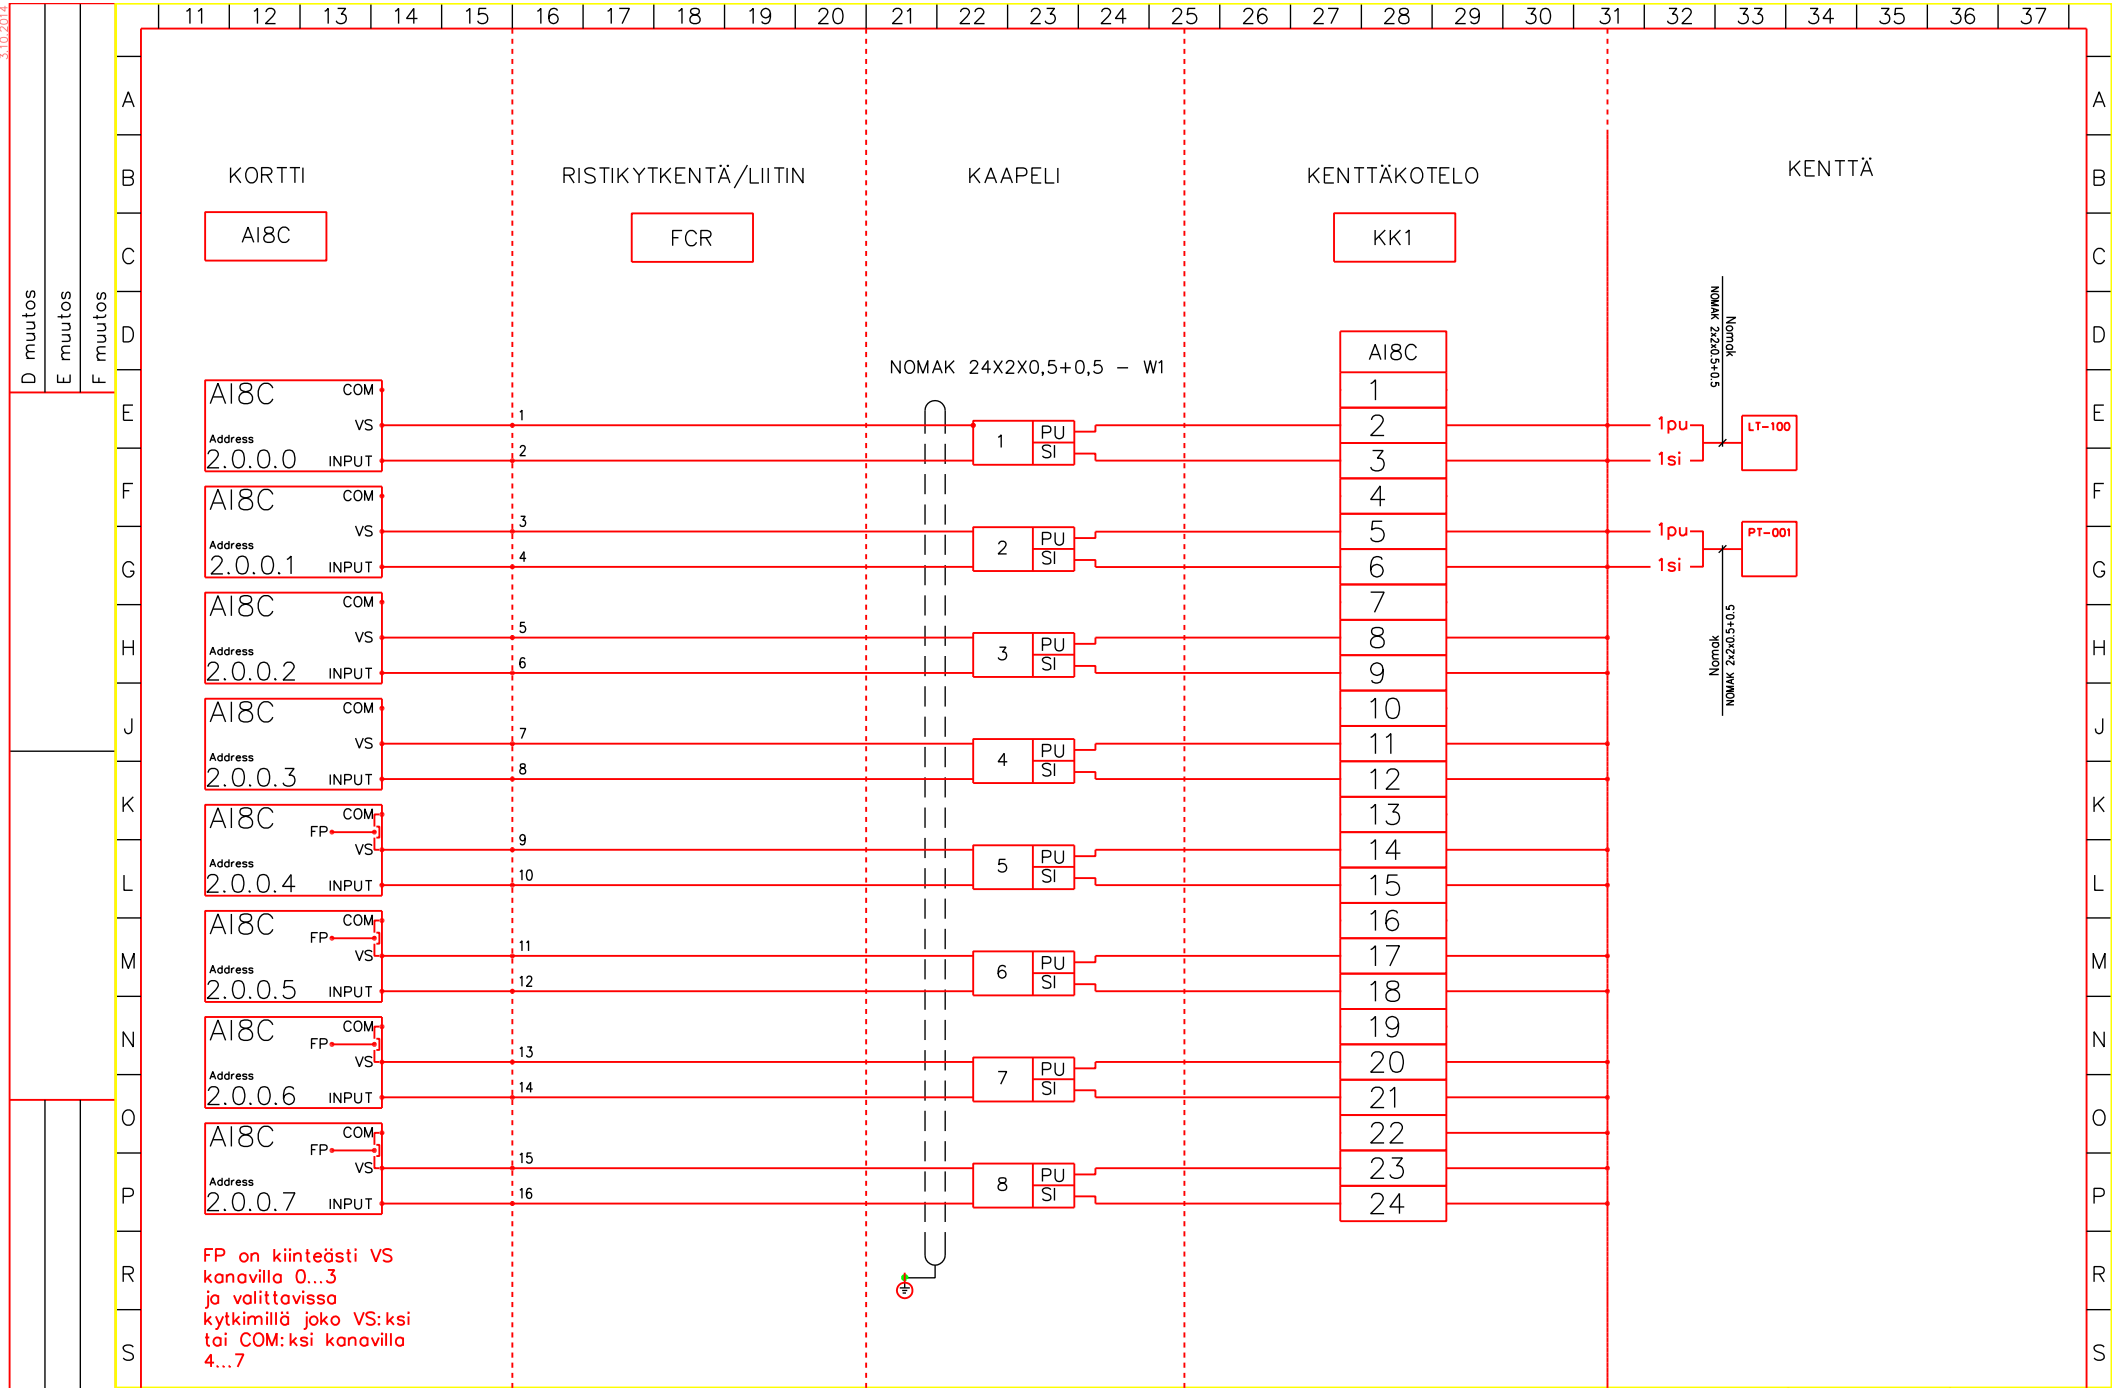 3.10.2014
11 12 13 14 15 16 17 18 19 20 21 22 23 24 25 26 27 28 29 30 31 32 33 34 35 36 37
D muutos
E muutos
F muutos
A
B
C
D
E
F
G
H
J
K
L
M
N
O
P
R
S
KORTTI
AI8C
RISTIKYTKENTÄ/LIITIN
FCR
KAAPELI
KENTTÄKOTELO
KK1
KENTTÄ
AI8C COM
VS
Address
2.0.0.0 INPUT
AI8C COM
VS
Address
2.0.0.1 INPUT
AI8C COM
VS
Address
2.0.0.2 INPUT
AI8C COM
VS
Address
2.0.0.3 INPUT
AI8C COM
FP
VS
Address
2.0.0.4 INPUT
AI8C COM
FP
VS
Address
2.0.0.5 INPUT
AI8C COM
FP
VS
Address
2.0.0.6 INPUT
AI8C COM
FP
VS
Address
2.0.0.7 INPUT
FP on kiinteästi VS
kanavilla 0...3
ja valittavissa
kytkimillä joko VS:ksi
tai COM:ksi kanavilla
4...7
1
2
3
4
5
6
7
8
9
10
11
12
13
14
15
16
NOMAK 24X2X0,5+0,5 - W1
1 PU
SI
2 PU
SI
3 PU
SI
4 PU
SI
5 PU
SI
6 PU
SI
7 PU
SI
8 PU
SI
AI8C
1
2
3
4
5
6
7
8
9
10
11
12
13
14
15
16
17
18
19
20
21
22
23
24
Nomak
NOMAK 2x2x0.5+0.5
1pu
1si
LT-100
1pu
1si
PT-001
Nomak
NOMAK 2x2x0.5+0.5
A
B
C
D
E
F
G
H
J
K
L
M
N
O
P
R
S